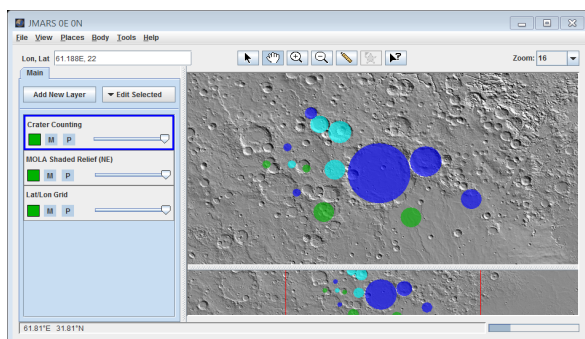 JMARS 0E 0N
File View Places Body Tools Help
Lon, Lat 61.188E, 22
Zoom: 16
Main
Add New Layer
Edit Selected
Crater Counting
M P
MOLA Shaded Relief (NE)
M P
Lat/Lon Grid
M P
61.81°E 31.81°N